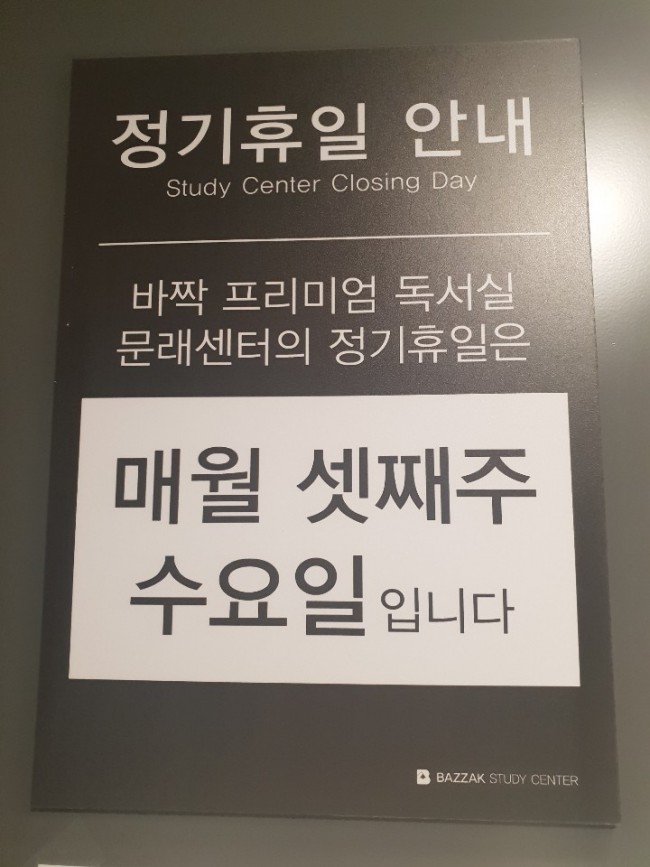 정기휴일 안내
Study Center Closing Day
바짝 프리미엄 독서실
문래센터의 정기휴일은
매월 셋째주
수요일입니다
BAZZAK STUDY CENTER